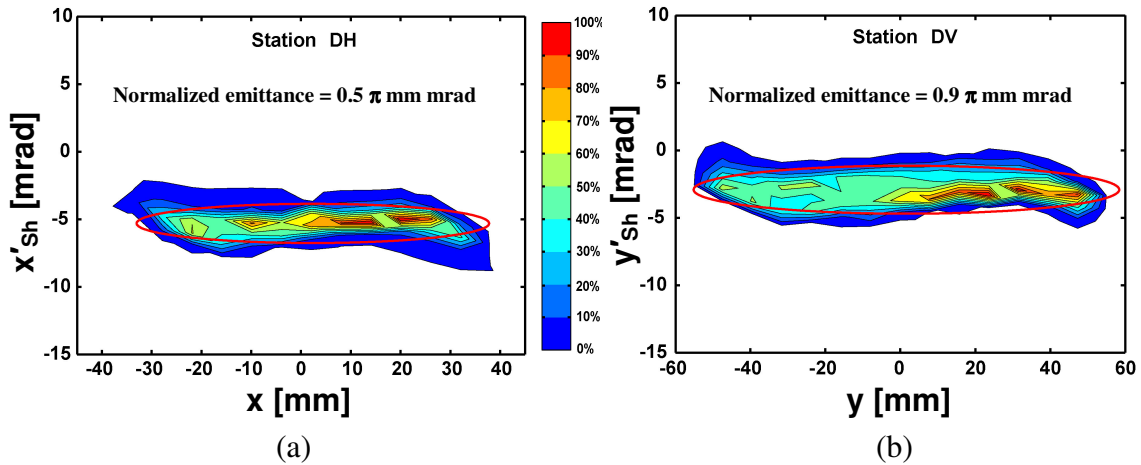 Station DH
Normalized emittance = 0.5 π mm mrad
x′Sh [mrad]
10
5
0
-5
-10
-15
-40 -30 -20 -10 0 10 20 30 40
x [mm]
(a)
100%
90%
80%
70%
60%
50%
40%
30%
20%
10%
0%
Station DV
Normalized emittance = 0.9 π mm mrad
y′Sh [mrad]
10
5
0
-5
-10
-15
-40 -20 0 20 40 60
y [mm]
(b)